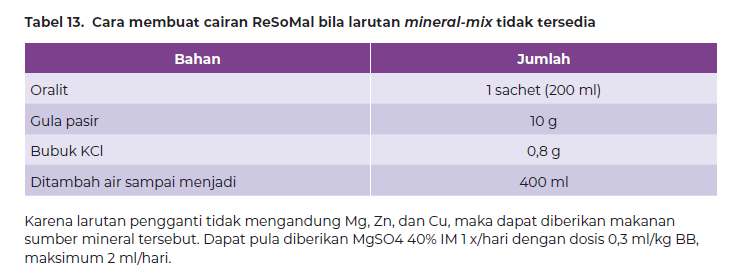 Tabel 13. Cara membuat cairan ReSoMal bila larutan mineral-mix tidak tersedia
Bahan Jumlah
Oralit 1 sachet (200 ml)
Gula pasir 10 g
Bubuk KCl 0,8 g
Ditambah air sampai menjadi 400 ml
Karena larutan pengganti tidak mengandung Mg, Zn, dan Cu, maka dapat diberikan makanan
sumber mineral tersebut. Dapat pula diberikan MgSO4 40% IM 1 x/hari dengan dosis 0,3 ml/kg BB,
maksimum 2 ml/hari.